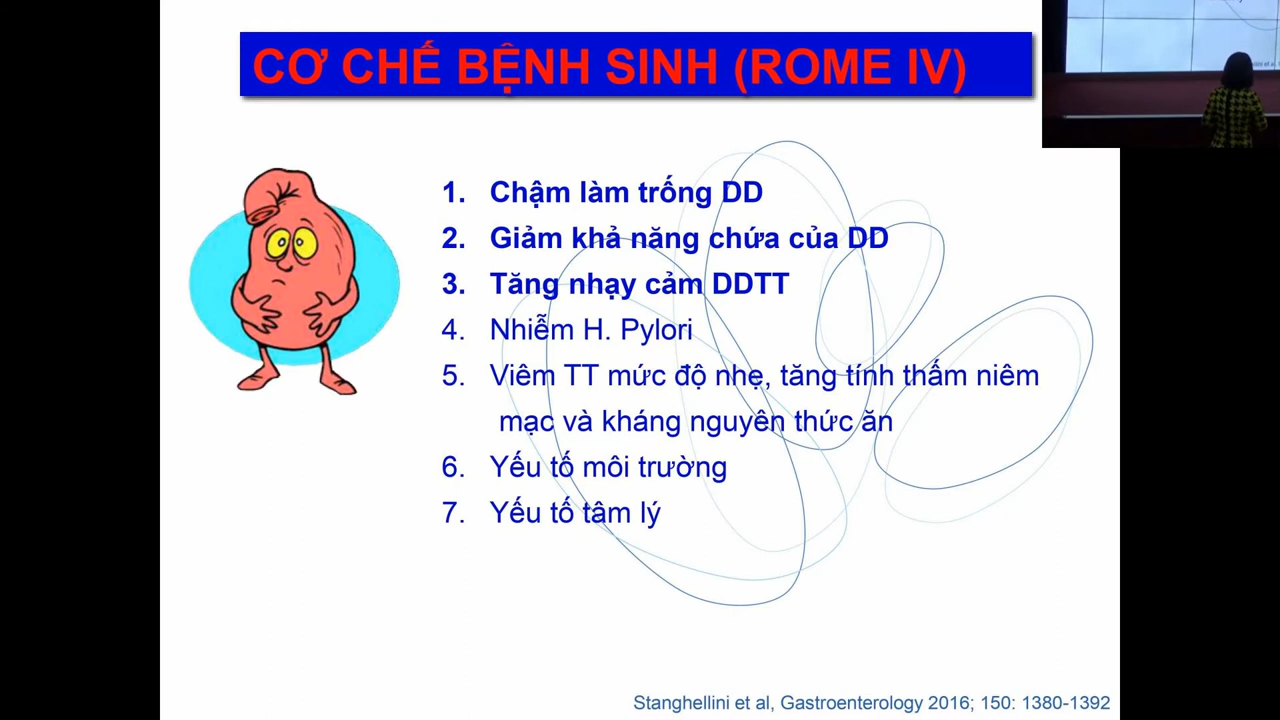 CƠ CHẾ BỆNH SINH (ROME IV)
1. Chậm làm trống DD
2. Giảm khả năng chứa của DD
3. Tăng nhạy cảm DDTT
4. Nhiễm H. Pylori
5. Viêm TT mức độ nhẹ, tăng tính thấm niêm
mạc và kháng nguyên thức ăn
6. Yếu tố môi trường
7. Yếu tố tâm lý
Stanghellini et al, Gastroenterology 2016; 150: 1380-1392